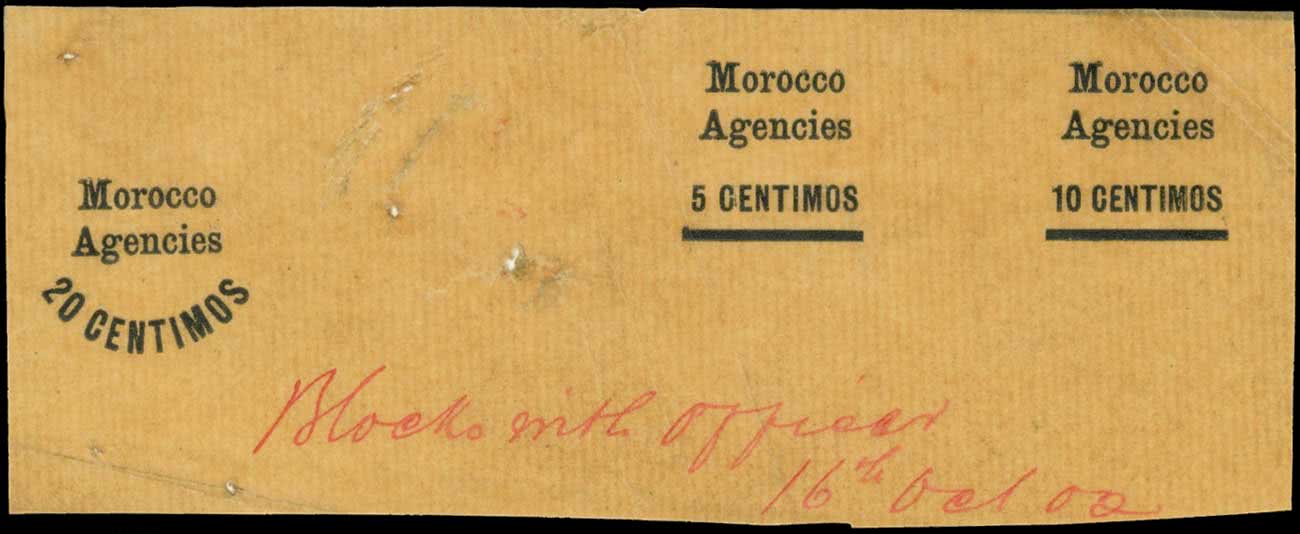 Morocco
Agencies
20 CENTIMOS
Morocco
Agencies
5 CENTIMOS
Morocco
Agencies
10 CENTIMOS
Blocks with Officer
16th Oct 02